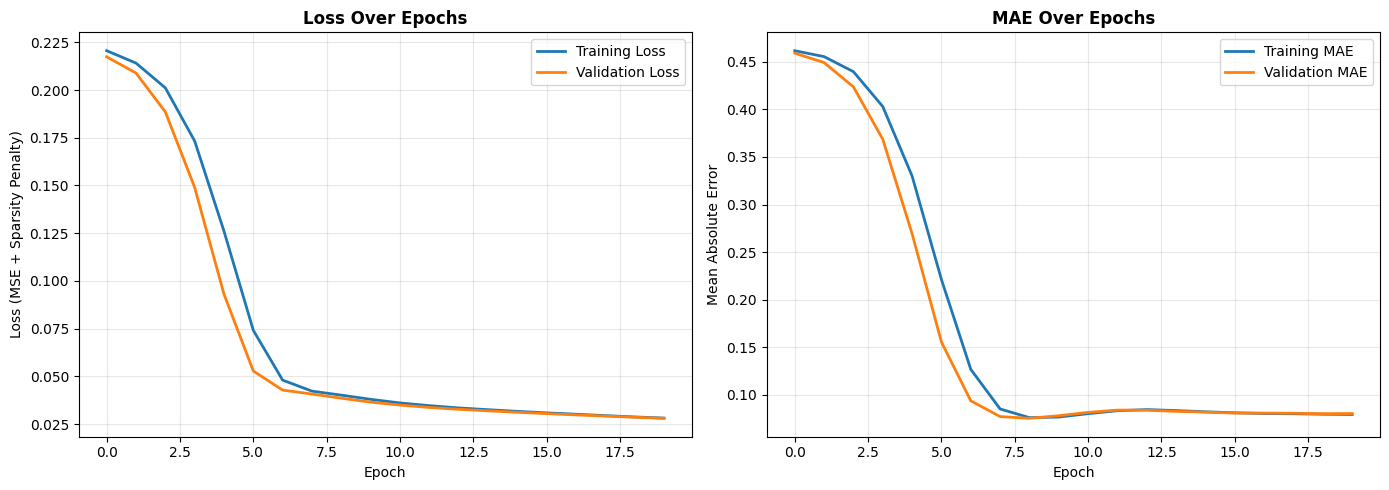 Loss Over Epochs
Loss (MSE + Sparsity Penalty)
0.225
0.200
0.175
0.150
0.125
0.100
0.075
0.050
0.025
Training Loss
Validation Loss
0.0 2.5 5.0 7.5 10.0 12.5 15.0 17.5
Epoch
MAE Over Epochs
Mean Absolute Error
0.45
0.40
0.35
0.30
0.25
0.20
0.15
0.10
Training MAE
Validation MAE
0.0 2.5 5.0 7.5 10.0 12.5 15.0 17.5
Epoch